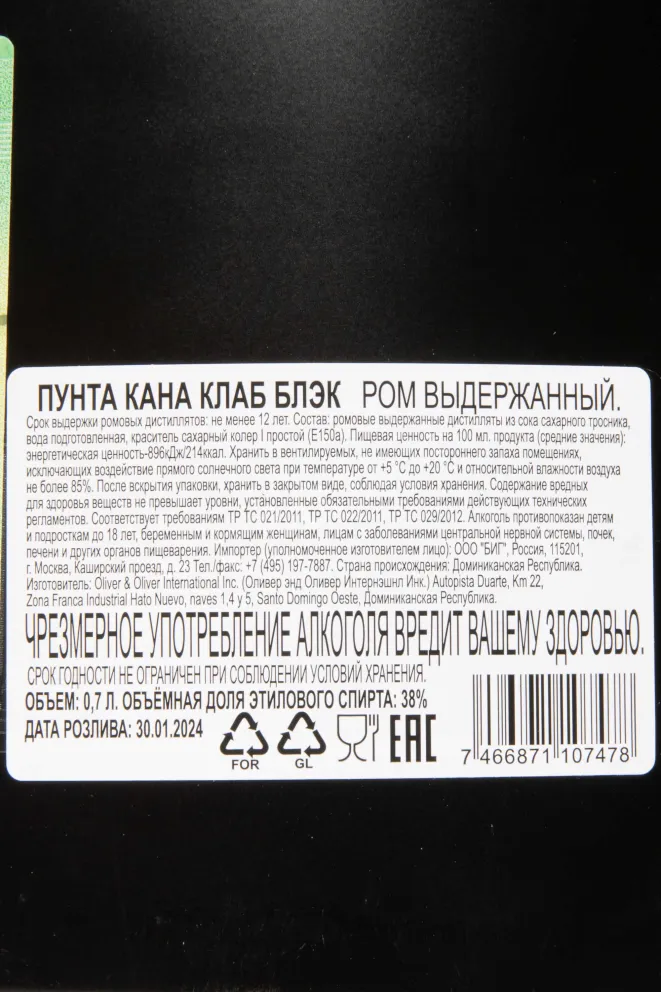 ПУНТА КАНА КЛАБ БЛЭК РОМ ВЫДЕРЖАННЫЙ.
Срок выдержки ромовых дистиллятов: не менее 12 лет. Состав: ромовые выдержанные дистилляты из сока сахарного тросника,
вода подготовленная, краситель сахарный колер I простой (Е150а). Пищевая ценность на 100 мл. продукта (средние значения):
энергетическая ценность-896кДж/214ккал. Хранить в вентилируемых, не имеющих постороннего запаха помещениях,
исключающих воздействие прямого солнечного света при температуре от +5 °С до +20 °С и относительной влажности воздуха
не более 85%. После вскрытия упаковки, хранить в закрытом виде, соблюдая условия хранения. Содержание вредных
для здоровья веществ не превышает уровни, установленные обязательными требованиями действующих технических
регламентов. Соответствует требованиям ТР ТС 021/2011, ТР ТС 022/2011, ТР ТС 029/2012. Алкоголь противопоказан детям
и подросткам до 18 лет, беременным и кормящим женщинам, лицам с заболеваниями центральной нервной системы, почек,
печени и других органов пищеварения. Импортер (уполномоченное изготовителем лицо): ООО "БИГ", Россия, 115201,
г. Москва, Каширский проезд, д. 23 Тел./факс: +7 (495) 197-7887. Страна происхождения: Доминиканская Республика.
Изготовитель: Oliver & Oliver International Inc. (Оливер энд Оливер Интернэшнл Инк.) Autopista Duarte, Km 22,
Zona Franca Industrial Hato Nuevo, naves 1,4 y 5, Santo Domingo Oeste, Доминиканская Республика.
ЧРЕЗМЕРНОЕ УПОТРЕБЛЕНИЕ АЛКОГОЛЯ ВРЕДИТ ВАШЕМУ ЗДОРОВЬЮ.
СРОК ГОДНОСТИ НЕ ОГРАНИЧЕН ПРИ СОБЛЮДЕНИИ УСЛОВИЙ ХРАНЕНИЯ.
ОБЪЕМ: 0,7 Л. ОБЪЁМНАЯ ДОЛЯ ЭТИЛОВОГО СПИРТА: 38%
ДАТА РОЗЛИВА: 30.01.2024
FOR GL EAC
7 466871 107478